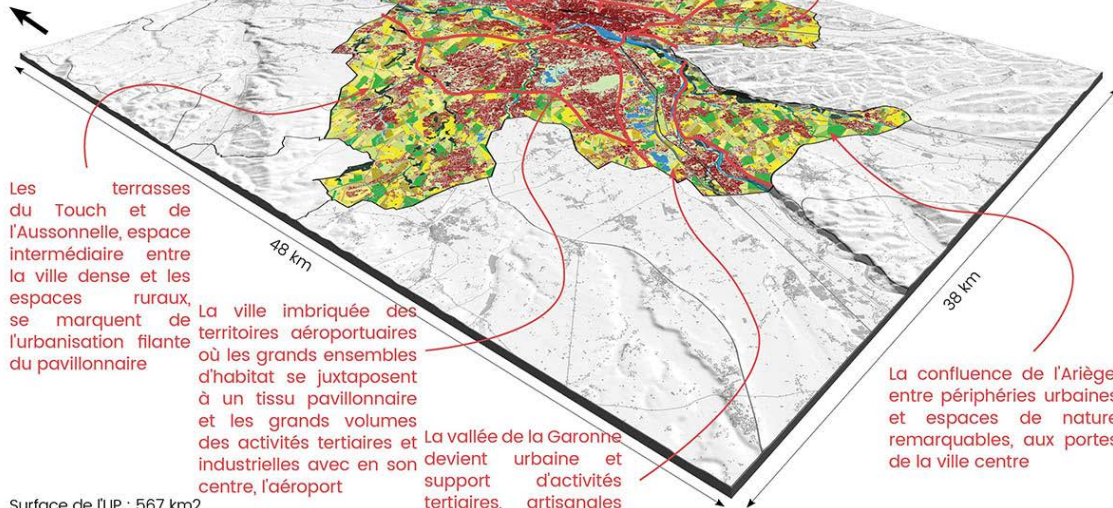 48 km
38 km
Les terrasses
du Touch et de
l'Aussonnelle, espace
intermédiaire entre
la ville dense et les
espaces ruraux,
se marquent de
l'urbanisation filante
du pavillonnaire
La ville imbriquée des
territoires aéroportuaires
où les grands ensembles
d'habitat se juxtaposent
à un tissu pavillonnaire
et les grands volumes
des activités tertiaires et
industrielles avec en son
centre, l'aéroport
La vallée de la Garonne
devient urbaine et
support d'activités
tertiaires, artisanales
La confluence de l'Ariège
entre périphéries urbaines
et espaces de nature
remarquables, aux portes
de la ville centre
Surface de l'UP : 567 km2